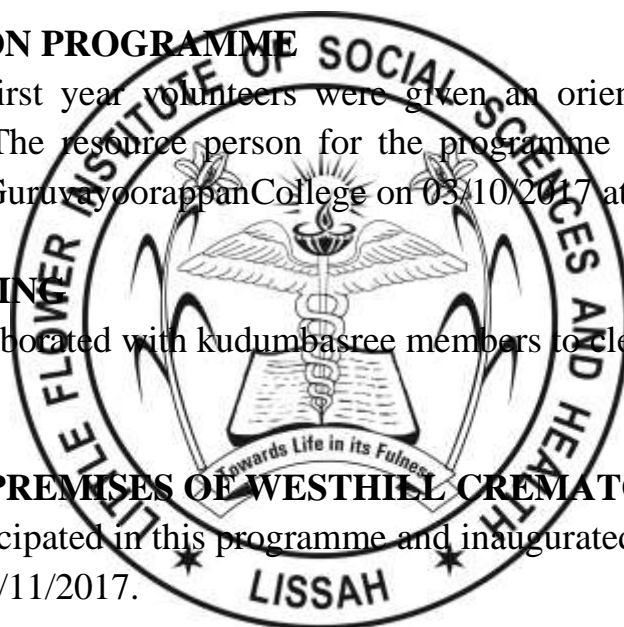 ON PROGRAMME
irst year volunteers were given an orien
The resource person for the programme
GuruvayoorappanCollege on 03/10/2017 at
ING
borated with kudumbasree members to cle
PREMISES OF WESTHILL CREMATO
cipated in this programme and inaugurated
/11/2017.
LITTLE FLOWER INSTITUTE OF SOCIAL SCIENCES AND HEATH
Towards Life in its Fulness
LISSAH